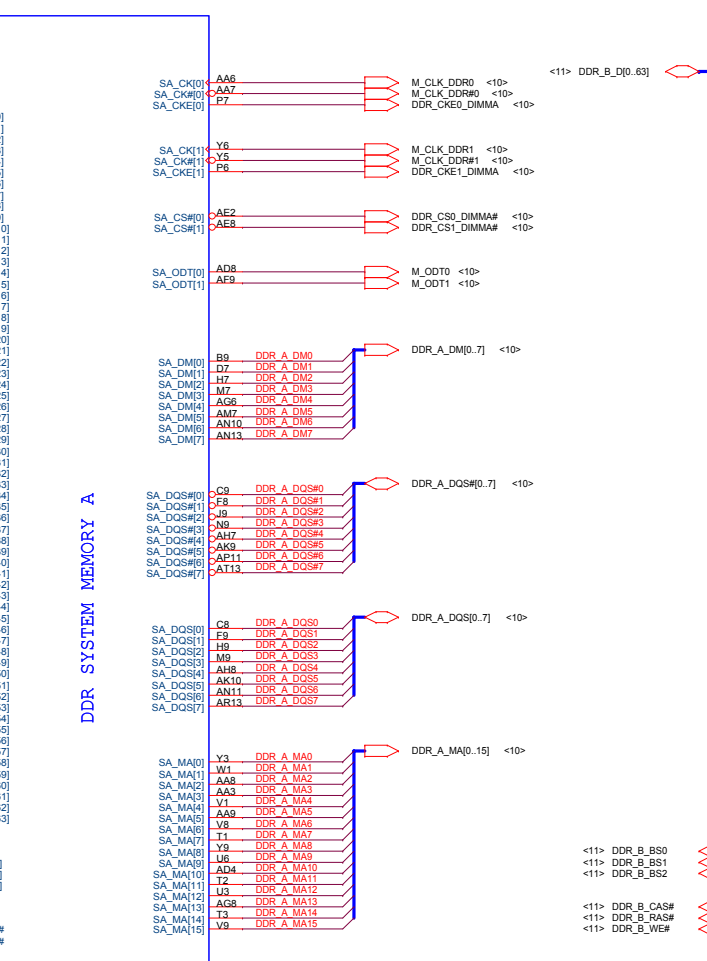 <11> DDR_B_D[0..63]
SA_CK[0] AA6 M_CLK_DDR0 <10>
SA_CK#[0] AA7 M_CLK_DDR#0 <10>
SA_CKE[0] P7 DDR_CKE0_DIMMA <10>
SA_CK[1] Y6 M_CLK_DDR1 <10>
SA_CK#[1] Y5 M_CLK_DDR#1 <10>
SA_CKE[1] P6 DDR_CKE1_DIMMA <10>
SA_CS#[0] AE2 DDR_CS0_DIMMA# <10>
SA_CS#[1] AE8 DDR_CS1_DIMMA# <10>
SA_ODT[0] AD8 M_ODT0 <10>
SA_ODT[1] AF9 M_ODT1 <10>
DDR_A_DM[0..7] <10>
SA_DM[0] B9 DDR_A_DM0
SA_DM[1] D7 DDR_A_DM1
SA_DM[2] H7 DDR_A_DM2
SA_DM[3] M7 DDR_A_DM3
SA_DM[4] AG6 DDR_A_DM4
SA_DM[5] AM7 DDR_A_DM5
SA_DM[6] AN10 DDR_A_DM6
SA_DM[7] AN13 DDR_A_DM7
DDR SYSTEM MEMORY A
DDR_A_DQS#[0..7] <10>
SA_DQS#[0] C9 DDR_A_DQS#0
SA_DQS#[1] F8 DDR_A_DQS#1
SA_DQS#[2] J9 DDR_A_DQS#2
SA_DQS#[3] N9 DDR_A_DQS#3
SA_DQS#[4] AH7 DDR_A_DQS#4
SA_DQS#[5] AK9 DDR_A_DQS#5
SA_DQS#[6] AP11 DDR_A_DQS#6
SA_DQS#[7] AT13 DDR_A_DQS#7
DDR_A_DQS[0..7] <10>
SA_DQS[0] C8 DDR_A_DQS0
SA_DQS[1] F9 DDR_A_DQS1
SA_DQS[2] H9 DDR_A_DQS2
SA_DQS[3] M9 DDR_A_DQS3
SA_DQS[4] AH8 DDR_A_DQS4
SA_DQS[5] AK10 DDR_A_DQS5
SA_DQS[6] AN11 DDR_A_DQS6
SA_DQS[7] AR13 DDR_A_DQS7
DDR_A_MA[0..15] <10>
SA_MA[0] Y3 DDR_A_MA0
SA_MA[1] W1 DDR_A_MA1
SA_MA[2] AA8 DDR_A_MA2
SA_MA[3] AA3 DDR_A_MA3
SA_MA[4] V1 DDR_A_MA4
SA_MA[5] AA9 DDR_A_MA5
SA_MA[6] V8 DDR_A_MA6
SA_MA[7] T1 DDR_A_MA7
SA_MA[8] Y9 DDR_A_MA8
SA_MA[9] U6 DDR_A_MA9
SA_MA[10] AD4 DDR_A_MA10
SA_MA[11] T2 DDR_A_MA11
SA_MA[12] U3 DDR_A_MA12
SA_MA[13] AG8 DDR_A_MA13
SA_MA[14] T3 DDR_A_MA14
SA_MA[15] V9 DDR_A_MA15
<11> DDR_B_BS0
<11> DDR_B_BS1
<11> DDR_B_BS2
<11> DDR_B_CAS#
<11> DDR_B_RAS#
<11> DDR_B_WE#